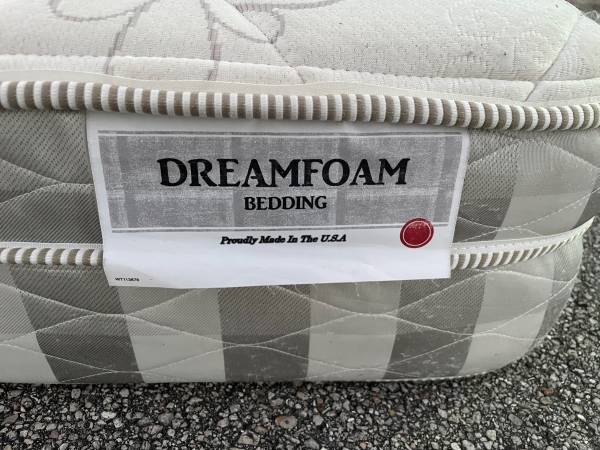 DREAMFOAM
BEDDING
Proudly Made In The U.S.A